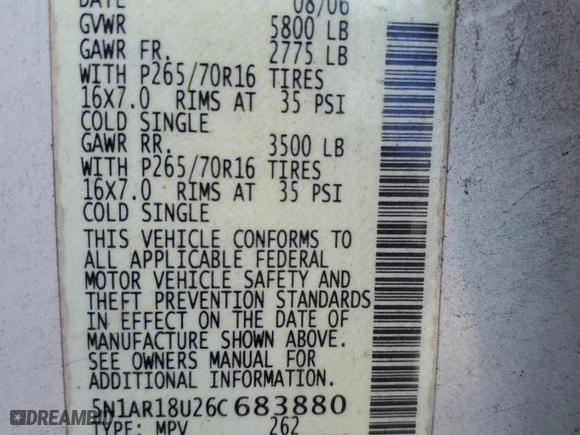 DATE 08/06
GVWR 5800 LB
GAWR FR. 2775 LB
WITH P265/70R16 TIRES
16X7.0 RIMS AT 35 PSI
COLD SINGLE
GAWR RR. 3500 LB
WITH P265/70R16 TIRES
16X7.0 RIMS AT 35 PSI
COLD SINGLE
THIS VEHICLE CONFORMS TO
ALL APPLICABLE FEDERAL
MOTOR VEHICLE SAFETY AND
THEFT PREVENTION STANDARDS
IN EFFECT ON THE DATE OF
MANUFACTURE SHOWN ABOVE.
SEE OWNERS MANUAL FOR
ADDITIONAL INFORMATION.
5N1AR18U26C683880
TYPE: MPV 262
DREAMBID